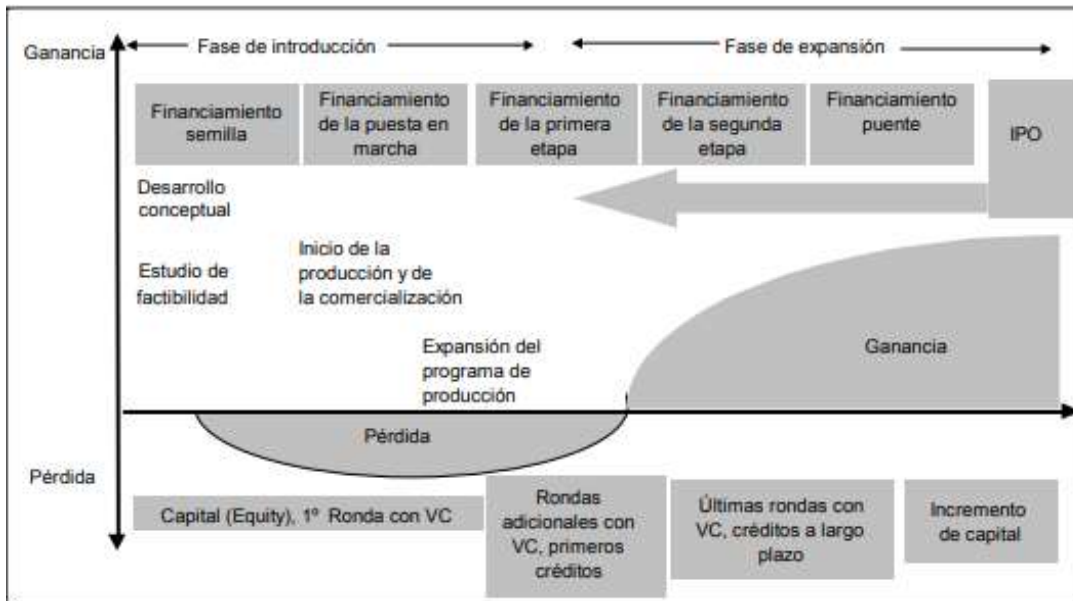 Ganancia
Fase de introducción
Fase de expansión
Financiamiento
semilla
Financiamiento
de la puesta en
marcha
Financiamiento
de la primera
etapa
Financiamiento
de la segunda
etapa
Financiamiento
puente
IPO
Desarrollo
conceptual
Estudio de
factibilidad
Inicio de la
producción y de
la comercialización
Expansión del
programa de
producción
Ganancia
Pérdida
Pérdida
Capital (Equity), 1º Ronda con VC
Rondas
adicionales con
VC, primeros
créditos
Últimas rondas con
VC, créditos a largo
plazo
Incremento
de capital